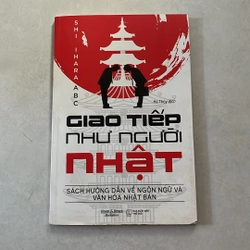 SHI IHARA ABC
GIAO TIẾP
NHƯ NGƯỜI
NHẬT
SÁCH HƯỚNG DẪN VỀ NGÔN NGỮ VÀ
VĂN HÓA NHẬT BẢN